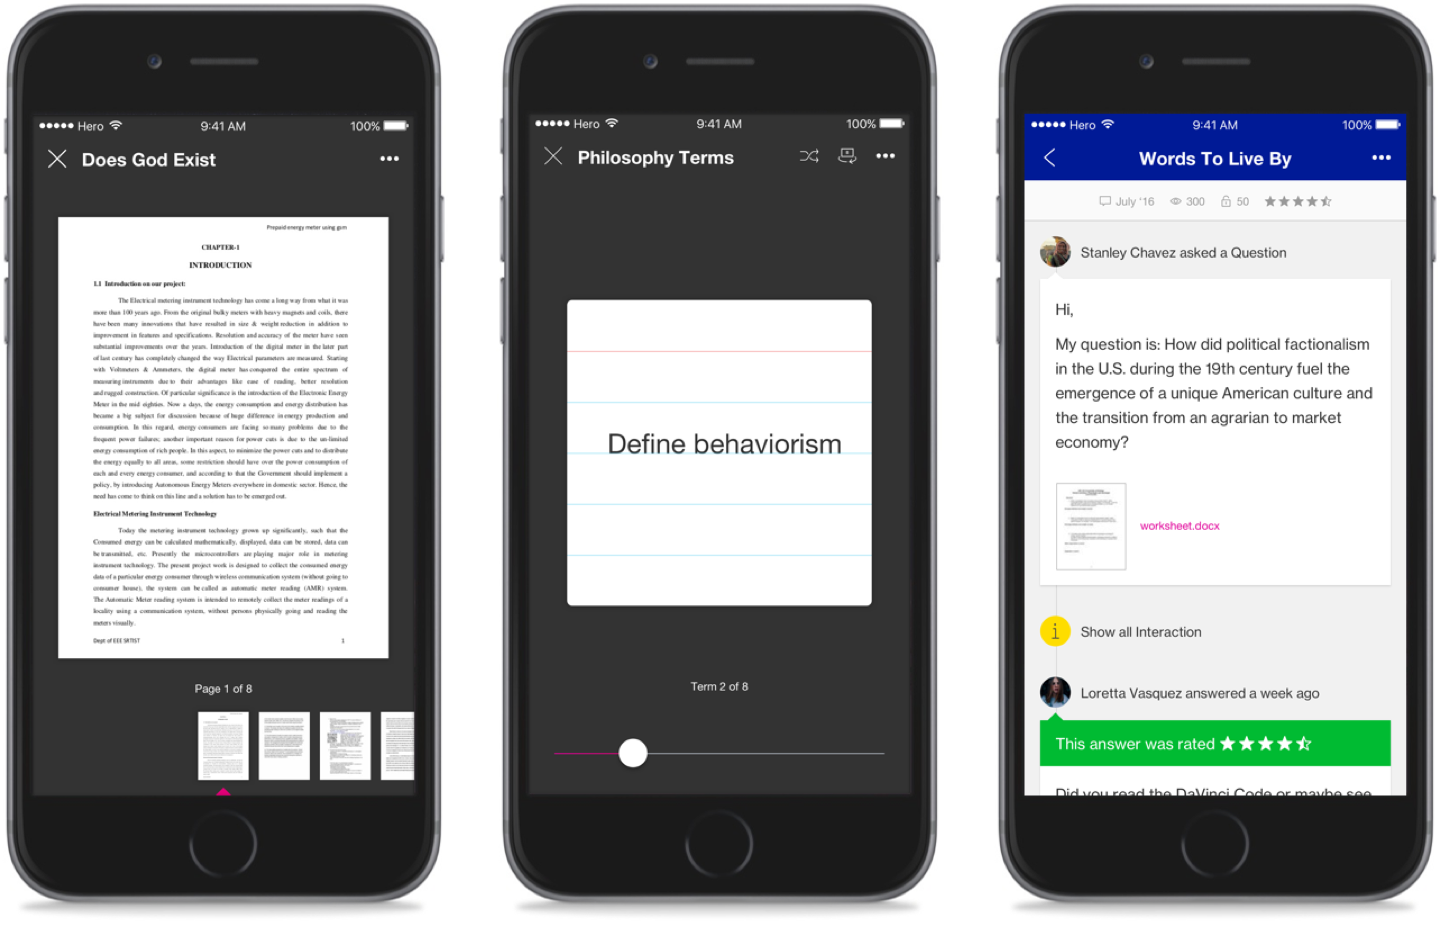 Hero
9:41 AM
100%
Does God Exist
Prepaid energy meter using gsm
CHAPTER-1
INTRODUCTION
1.1 Introduction on our project:
The Electrical metering instrument technology has come a long way from what it was
more than 100 years ago. From the original bulky meters with heavy magnets and coils, there
have been many innovations that have resulted in size & weight reduction in addition to
improvement in features and specifications. Resolution and accuracy of the meter have seen
substantial improvements over the years. Introduction of the digital meter in the later part
of last century has completely changed the way Electrical parameters are measured. Starting
with Voltmeters & Ammeters, the digital meter has conquered the entire spectrum of
measuring instruments due to their advantages like ease of reading, better resolution
and rugged construction. Of particular significance is the introduction of the Electronic Energy
Meter in the mid eighties. Now a days, the energy consumption and energy distribution has
became a big subject for discussion because of huge difference in energy production and
consumption. In this regard, energy consumers are facing so many problems due to the
frequent power failures; another important reason for power cuts is due to the un-limited
energy consumption of rich people. In this aspect, to minimize the power cuts and to distribute
the energy equally to all areas, some restriction should have over the power consumption of
each and every energy consumer, and according to that the Government should implement a
policy, by introducing Autonomous Energy Meters everywhere in domestic sector. Hence, the
need has come to think on this line and a solution has to be emerged out.
Electrical Metering Instrument Technology
Today the metering instrument technology grown up significantly, such that the
Consumed energy can be calculated mathematically, displayed, data can be stored, data can
be transmitted, etc. Presently the microcontrollers are playing major role in metering
instrument technology. The present project work is designed to collect the consumed energy
data of a particular energy consumer through wireless communication system (without going to
consumer house), the system can be called as automatic meter reading (AMR) system.
The Automatic Meter reading system is intended to remotely collect the meter readings of a
locality using a communication system, without persons physically going and reading the
meters visually.
Dept of EEE SRTIST 1
Page 1 of 8
Hero
9:41 AM
100%
Philosophy Terms
Define behaviorism
Term 2 of 8
Hero
9:41 AM
100%
Words To Live By
July '16 300 50
Stanley Chavez asked a Question
Hi,
My question is: How did political factionalism
in the U.S. during the 19th century fuel the
emergence of a unique American culture and
the transition from an agrarian to market
economy?
worksheet.docx
i
Show all Interaction
Loretta Vasquez answered a week ago
This answer was rated
Did you read the DaVinci Code or maybe see